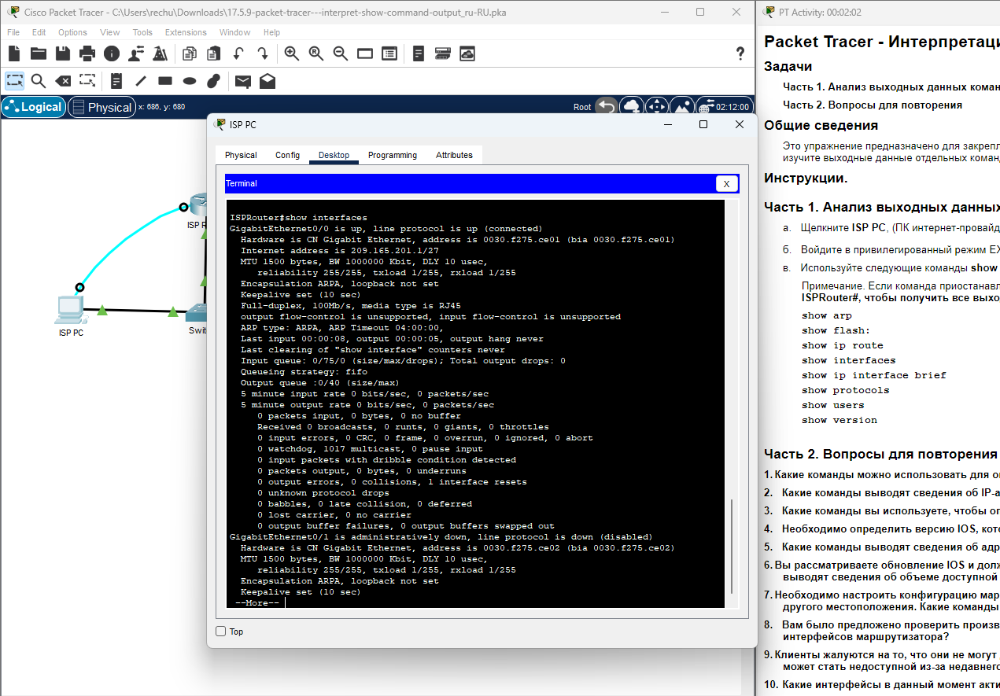 Cisco Packet Tracer - C:\Users\rechu\Downloads\17.5.9-packet-tracer---interpret-show-command-output_ru-RU.pka
File Edit Options View Tools Extensions Window Help
?
Logical Physical x: 686, y: 680
Root 02:12:00
ISP R
ISP PC
Swit
ISP PC
Physical Config Desktop Programming Attributes
Terminal X
ISPRouter#show interfaces
GigabitEthernet0/0 is up, line protocol is up (connected)
Hardware is CN Gigabit Ethernet, address is 0030.f275.ce01 (bia 0030.f275.ce01)
Internet address is 209.165.201.1/27
MTU 1500 bytes, BW 1000000 Kbit, DLY 10 usec,
reliability 255/255, txload 1/255, rxload 1/255
Encapsulation ARPA, loopback not set
Keepalive set (10 sec)
Full-duplex, 100Mb/s, media type is RJ45
output flow-control is unsupported, input flow-control is unsupported
ARP type: ARPA, ARP Timeout 04:00:00,
Last input 00:00:08, output 00:00:05, output hang never
Last clearing of "show interface" counters never
Input queue: 0/75/0 (size/max/drops); Total output drops: 0
Queueing strategy: fifo
Output queue :0/40 (size/max)
5 minute input rate 0 bits/sec, 0 packets/sec
5 minute output rate 0 bits/sec, 0 packets/sec
0 packets input, 0 bytes, 0 no buffer
Received 0 broadcasts, 0 runts, 0 giants, 0 throttles
0 input errors, 0 CRC, 0 frame, 0 overrun, 0 ignored, 0 abort
0 watchdog, 1017 multicast, 0 pause input
0 input packets with dribble condition detected
0 packets output, 0 bytes, 0 underruns
0 output errors, 0 collisions, 1 interface resets
0 unknown protocol drops
0 babbles, 0 late collision, 0 deferred
0 lost carrier, 0 no carrier
0 output buffer failures, 0 output buffers swapped out
GigabitEthernet0/1 is administratively down, line protocol is down (disabled)
Hardware is CN Gigabit Ethernet, address is 0030.f275.ce02 (bia 0030.f275.ce02)
MTU 1500 bytes, BW 1000000 Kbit, DLY 10 usec,
reliability 255/255, txload 1/255, rxload 1/255
Encapsulation ARPA, loopback not set
Keepalive set (10 sec)
--More--
Top
PT Activity: 00:02:02
Packet Tracer - Интерпретаци
Задачи
Часть 1. Анализ выходных данных коман
Часть 2. Вопросы для повторения
Общие сведения
Это упражнение предназначено для закрепл
изучите выходные данные отдельных коман
Инструкции.
Часть 1. Анализ выходных данных
а. Щелкните ISP PC, (ПК интернет-провайд
б. Войдите в привилегированный режим EX
в. Используйте следующие команды show
Примечание. Если команда приостанавл
ISPRouter#, чтобы получить все выхо
show arp
show flash:
show ip route
show interfaces
show ip interface brief
show protocols
show users
show version
Часть 2. Вопросы для повторения
1. Какие команды можно использовать для о
2. Какие команды выводят сведения об IP-а
3. Какие команды вы используете, чтобы оп
4. Необходимо определить версию IOS, кот
5. Какие команды выводят сведения об адр
6. Вы рассматриваете обновление IOS и долж
выводят сведения об объеме доступной
7. Необходимо настроить конфигурацию мар
другого местоположения. Какие команды
8. Вам было предложено проверить произв
интерфейсов маршрутизатора?
9. Клиенты жалуются на то, что они не могут
может стать недоступной из-за недавнег
10. Какие интерфейсы в данный момент акти